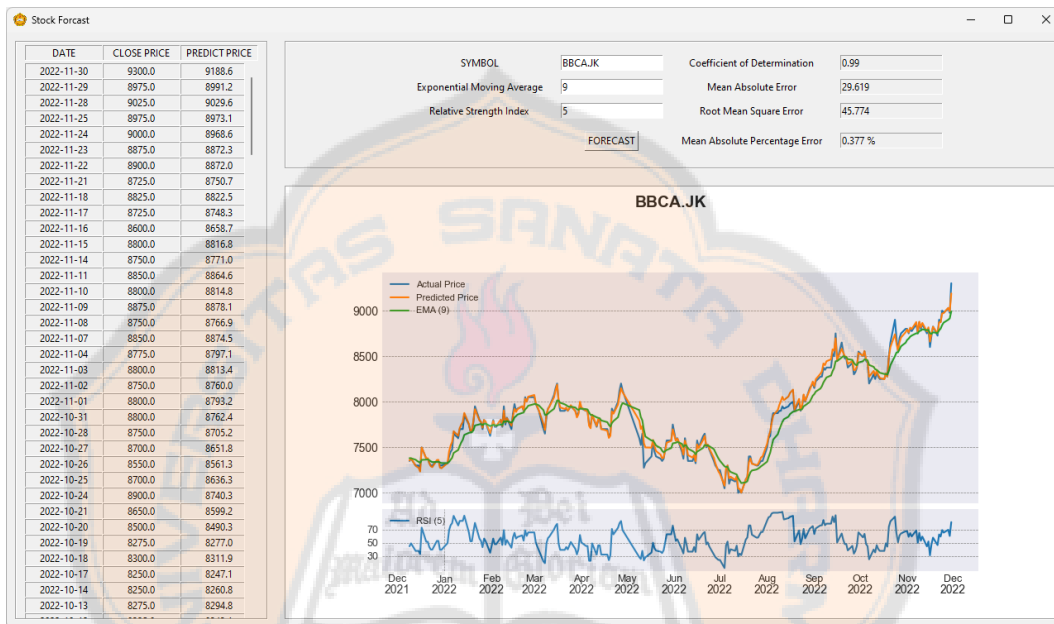 Stock Forcast
DATE CLOSE PRICE PREDICT PRICE
2022-11-30 9300.0 9188.6
2022-11-29 8975.0 8991.2
2022-11-28 9025.0 9029.6
2022-11-25 8975.0 8973.1
2022-11-24 9000.0 8968.6
2022-11-23 8875.0 8872.3
2022-11-22 8900.0 8872.0
2022-11-21 8725.0 8750.7
2022-11-18 8825.0 8822.5
2022-11-17 8725.0 8748.3
2022-11-16 8600.0 8658.7
2022-11-15 8800.0 8816.8
2022-11-14 8750.0 8771.0
2022-11-11 8850.0 8864.6
2022-11-10 8800.0 8814.8
2022-11-09 8875.0 8878.1
2022-11-08 8750.0 8766.9
2022-11-07 8850.0 8874.5
2022-11-04 8775.0 8797.1
2022-11-03 8800.0 8813.4
2022-11-02 8750.0 8760.0
2022-11-01 8800.0 8793.2
2022-10-31 8800.0 8762.4
2022-10-28 8750.0 8705.2
2022-10-27 8700.0 8651.8
2022-10-26 8550.0 8561.3
2022-10-25 8700.0 8636.3
2022-10-24 8900.0 8740.3
2022-10-21 8650.0 8599.2
2022-10-20 8500.0 8490.3
2022-10-19 8275.0 8277.0
2022-10-18 8300.0 8311.9
2022-10-17 8250.0 8247.1
2022-10-14 8250.0 8260.8
2022-10-13 8275.0 8294.8
SYMBOL BBCA.JK Coefficient of Determination 0.99
Exponential Moving Average 9 Mean Absolute Error 29.619
Relative Strength Index 5 Root Mean Square Error 45.774
FORECAST Mean Absolute Percentage Error 0.377 %
BBCA.JK
Actual Price
Predicted Price
EMA (9)
9000
8500
8000
7500
7000
RSI (5)
70
50
30
Dec Jan Feb Mar Apr May Jun Jul Aug Sep Oct Nov Dec
2021 2022 2022 2022 2022 2022 2022 2022 2022 2022 2022 2022 2022
UNIVERSITAS SANATA DHARMA
Ad Dei
maiorem Gloriam